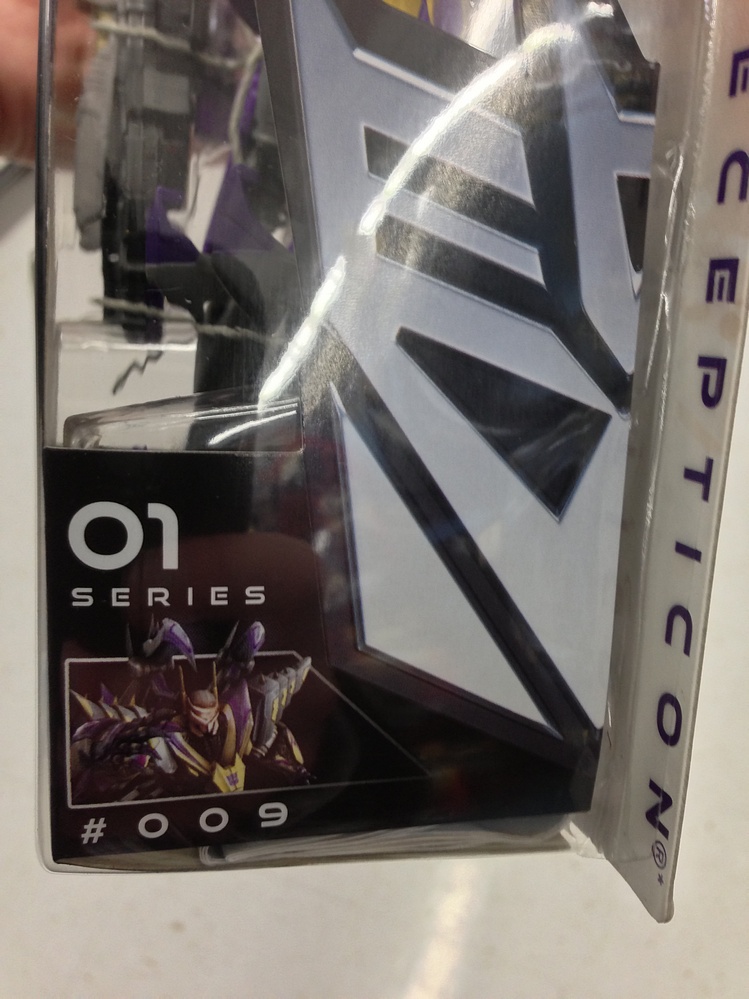 01
SERIES
#009
ECEPTICON®*